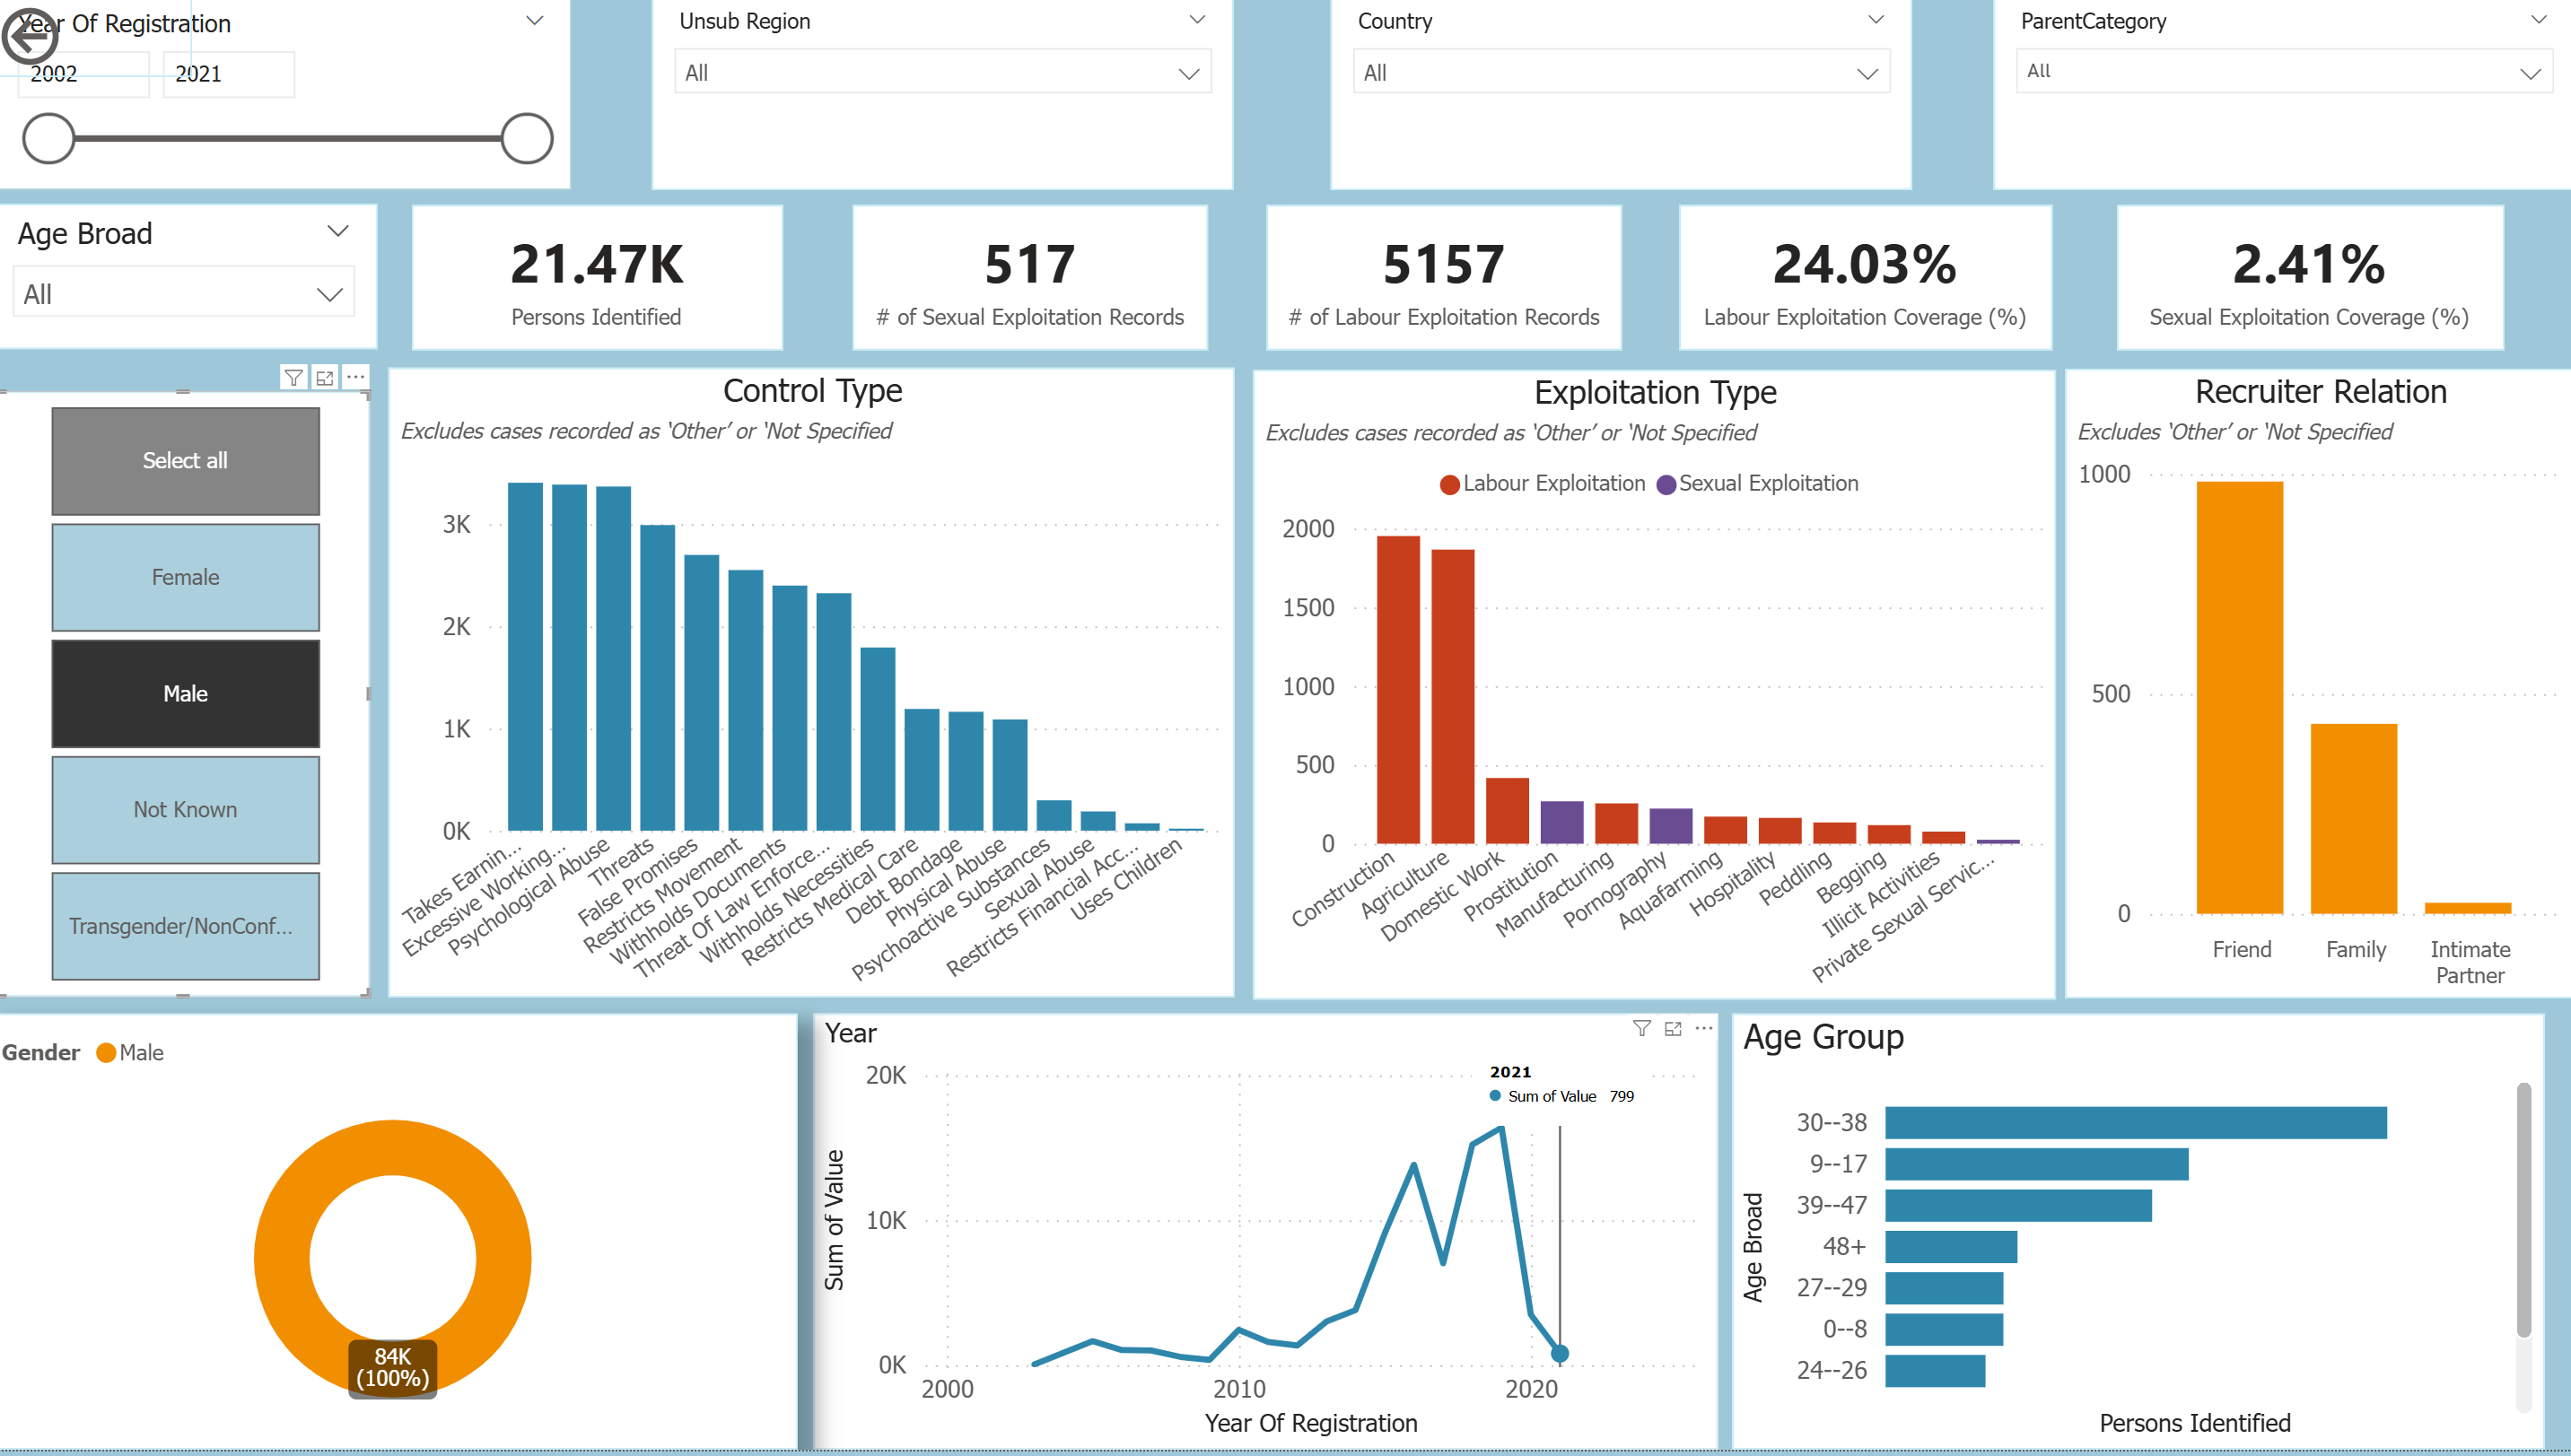 Year Of Registration
2002 2021
Unsub Region
All
Country
All
ParentCategory
All
Age Broad
All
21.47K
Persons Identified
517
# of Sexual Exploitation Records
5157
# of Labour Exploitation Records
24.03%
Labour Exploitation Coverage (%)
2.41%
Sexual Exploitation Coverage (%)
Select all
Female
Male
Not Known
Transgender/NonConf...
Control Type
Excludes cases recorded as ‘Other’ or ‘Not Specified
3K
2K
1K
0K
Takes Earnin...
Excessive Working...
Psychological Abuse
Threats
False Promises
Restricts Movement
Withholds Documents
Threat Of Law Enforce...
Withholds Necessities
Restricts Medical Care
Debt Bondage
Physical Abuse
Psychoactive Substances
Sexual Abuse
Restricts Financial Acc...
Uses Children
Exploitation Type
Excludes cases recorded as ‘Other’ or ‘Not Specified
Labour Exploitation Sexual Exploitation
2000
1500
1000
500
0
Construction
Agriculture
Domestic Work
Prostitution
Manufacturing
Pornography
Aquafarming
Hospitality
Peddling
Begging
Illicit Activities
Private Sexual Servic...
Recruiter Relation
Excludes ‘Other’ or ‘Not Specified
1000
500
0
Friend
Family
Intimate
Partner
Gender Male
84K
(100%)
Year
2021
Sum of Value 799
Sum of Value
20K
10K
0K
2000 2010 2020
Year Of Registration
Age Group
Age Broad
30--38
9--17
39--47
48+
27--29
0--8
24--26
Persons Identified